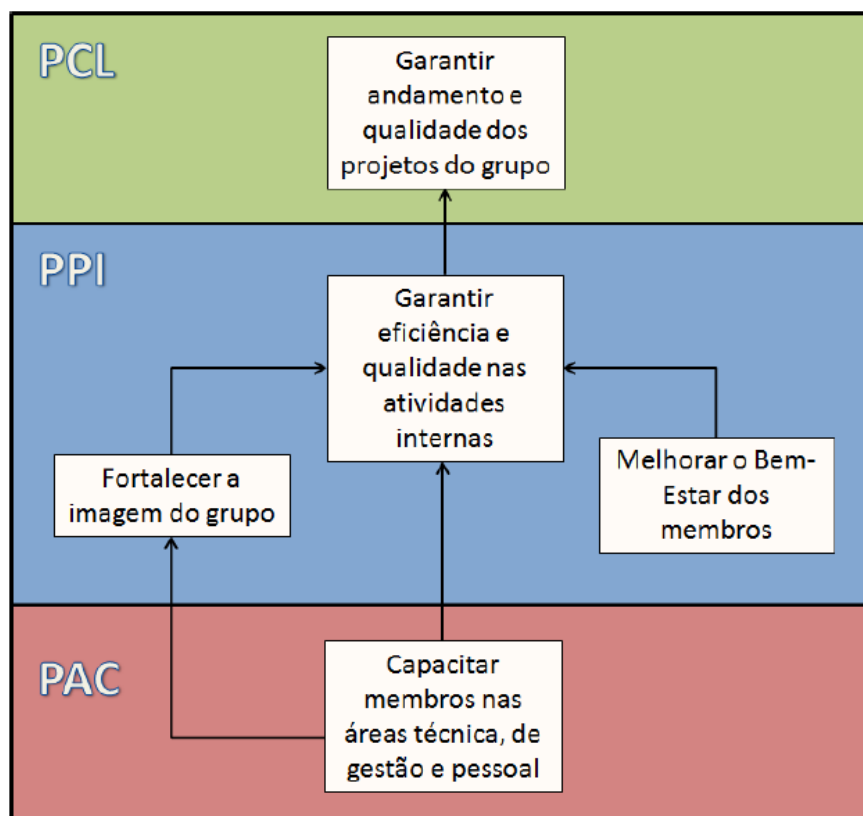 PCL
Garantir
andamento e
qualidade dos
projetos do grupo
PPI
Garantir
eficiência e
qualidade nas
atividades
internas
Fortalecer a
imagem do grupo
Melhorar o Bem-
Estar dos
membros
PAC
Capacitar
membros nas
áreas técnica, de
gestão e pessoal